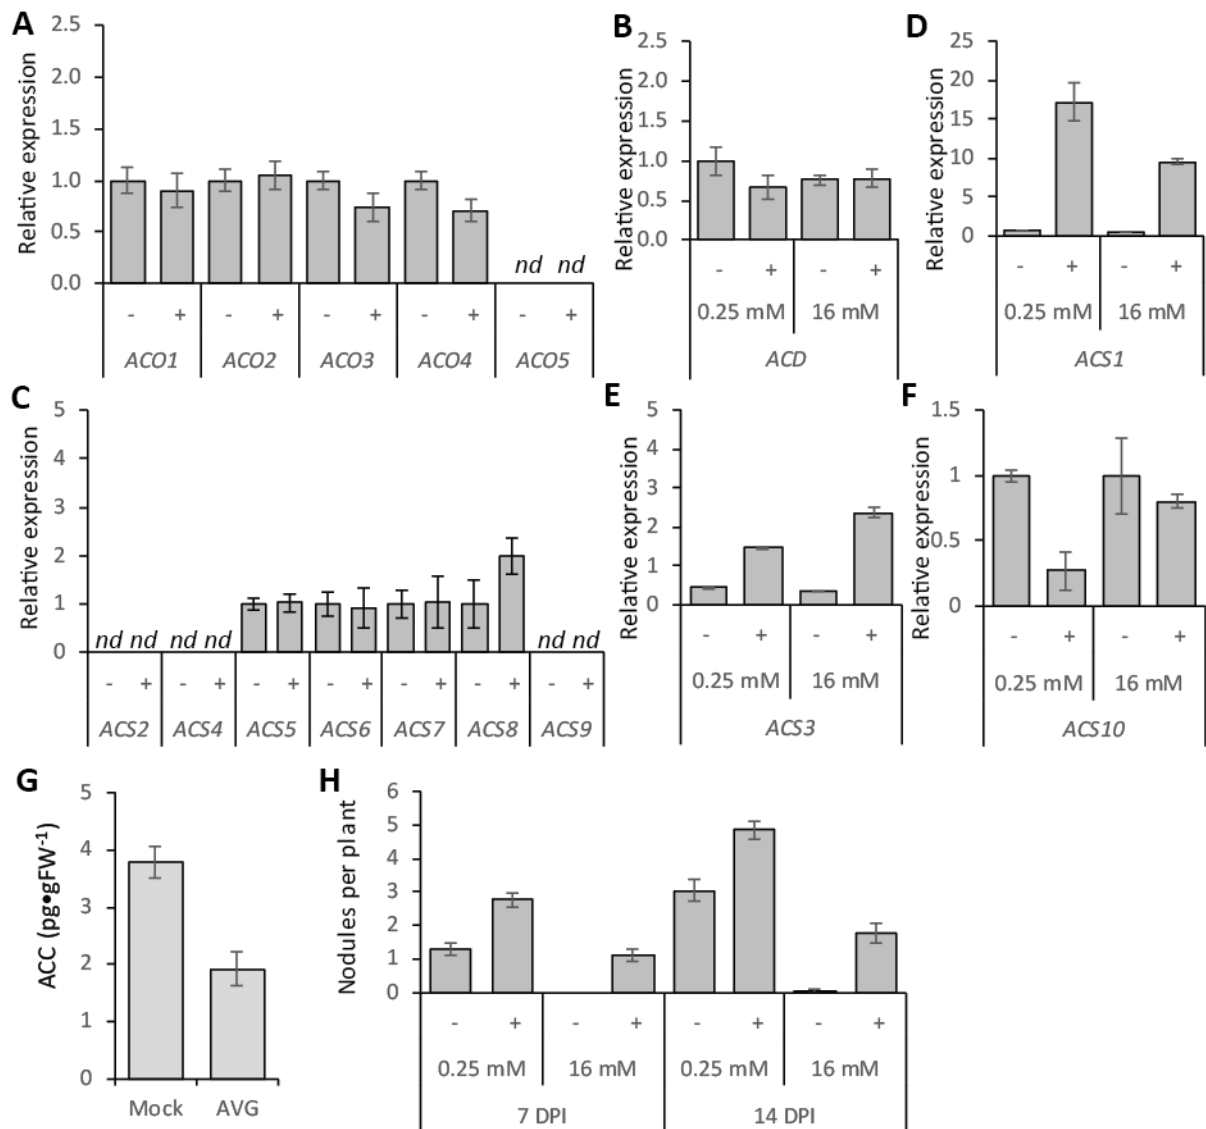 A
Relative expression
2.5
2.0
1.5
1.0
0.5
0.0
nd nd
- + - + - + - + - +
ACO1 ACO2 ACO3 ACO4 ACO5
B
Relative expression
2.5
2.0
1.5
1.0
0.5
0.0
- + - +
0.25 mM 16 mM
ACD
D
Relative expression
25
20
15
10
5
0
- + - +
0.25 mM 16 mM
ACS1
C
Relative expression
5
4
3
2
1
0
nd nd nd nd nd nd
- + - + - + - + - + - + - +
ACS2 ACS4 ACS5 ACS6 ACS7 ACS8 ACS9
E
Relative expression
5
4
3
2
1
0
- + - +
0.25 mM 16 mM
ACS3
F
Relative expression
1.5
1
0.5
0
- + - +
0.25 mM 16 mM
ACS10
G
ACC (pg•gFW⁻¹)
5
4
3
2
1
0
Mock AVG
H
Nodules per plant
6
5
4
3
2
1
0
- + - + - + - +
0.25 mM 16 mM 0.25 mM 16 mM
7 DPI 14 DPI